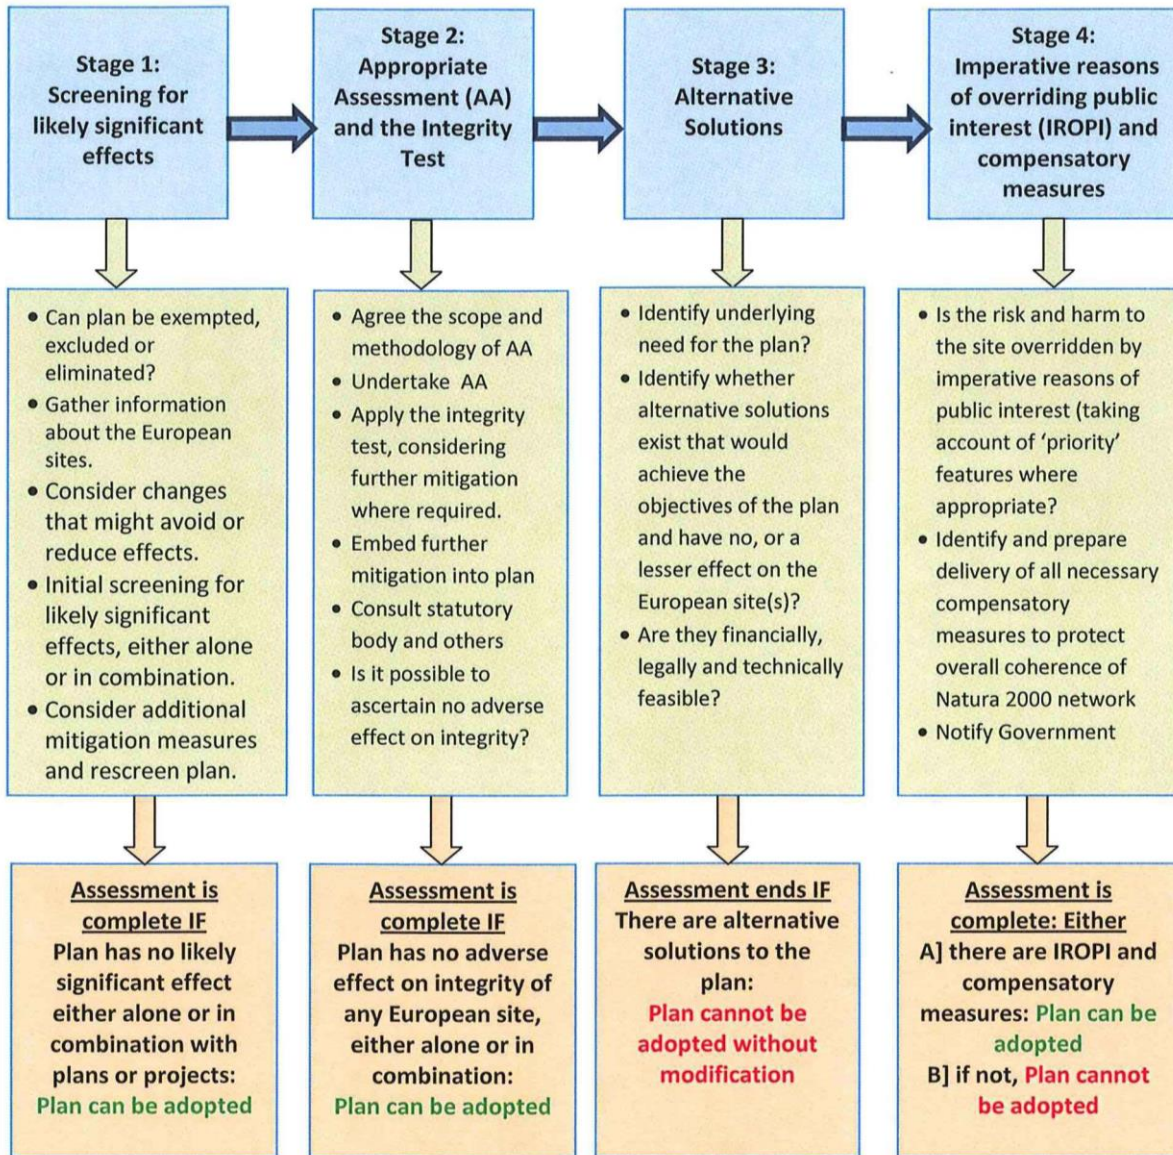 Stage 1:
Screening for
likely significant
effects
Stage 2:
Appropriate
Assessment (AA)
and the Integrity
Test
Stage 3:
Alternative
Solutions
Stage 4:
Imperative reasons
of overriding public
interest (IROPI) and
compensatory
measures
• Can plan be exempted,
excluded or
eliminated?
• Gather information
about the European
sites.
• Consider changes
that might avoid or
reduce effects.
• Initial screening for
likely significant
effects, either alone
or in combination.
• Consider additional
mitigation measures
and rescreen plan.
• Agree the scope and
methodology of AA
• Undertake AA
• Apply the integrity
test, considering
further mitigation
where required.
• Embed further
mitigation into plan
• Consult statutory
body and others
• Is it possible to
ascertain no adverse
effect on integrity?
• Identify underlying
need for the plan?
• Identify whether
alternative solutions
exist that would
achieve the
objectives of the plan
and have no, or a
lesser effect on the
European site(s)?
• Are they financially,
legally and technically
feasible?
• Is the risk and harm to
the site overridden by
imperative reasons of
public interest (taking
account of ‘priority’
features where
appropriate?
• Identify and prepare
delivery of all necessary
compensatory
measures to protect
overall coherence of
Natura 2000 network
• Notify Government
Assessment is
complete IF
Plan has no likely
significant effect
either alone or in
combination with
plans or projects:
Plan can be adopted
Assessment is
complete IF
Plan has no adverse
effect on integrity of
any European site,
either alone or in
combination:
Plan can be adopted
Assessment ends IF
There are alternative
solutions to the
plan:
Plan cannot be
adopted without
modification
Assessment is
complete: Either
A] there are IROPI and
compensatory
measures: Plan can be
adopted
B] if not, Plan cannot
be adopted